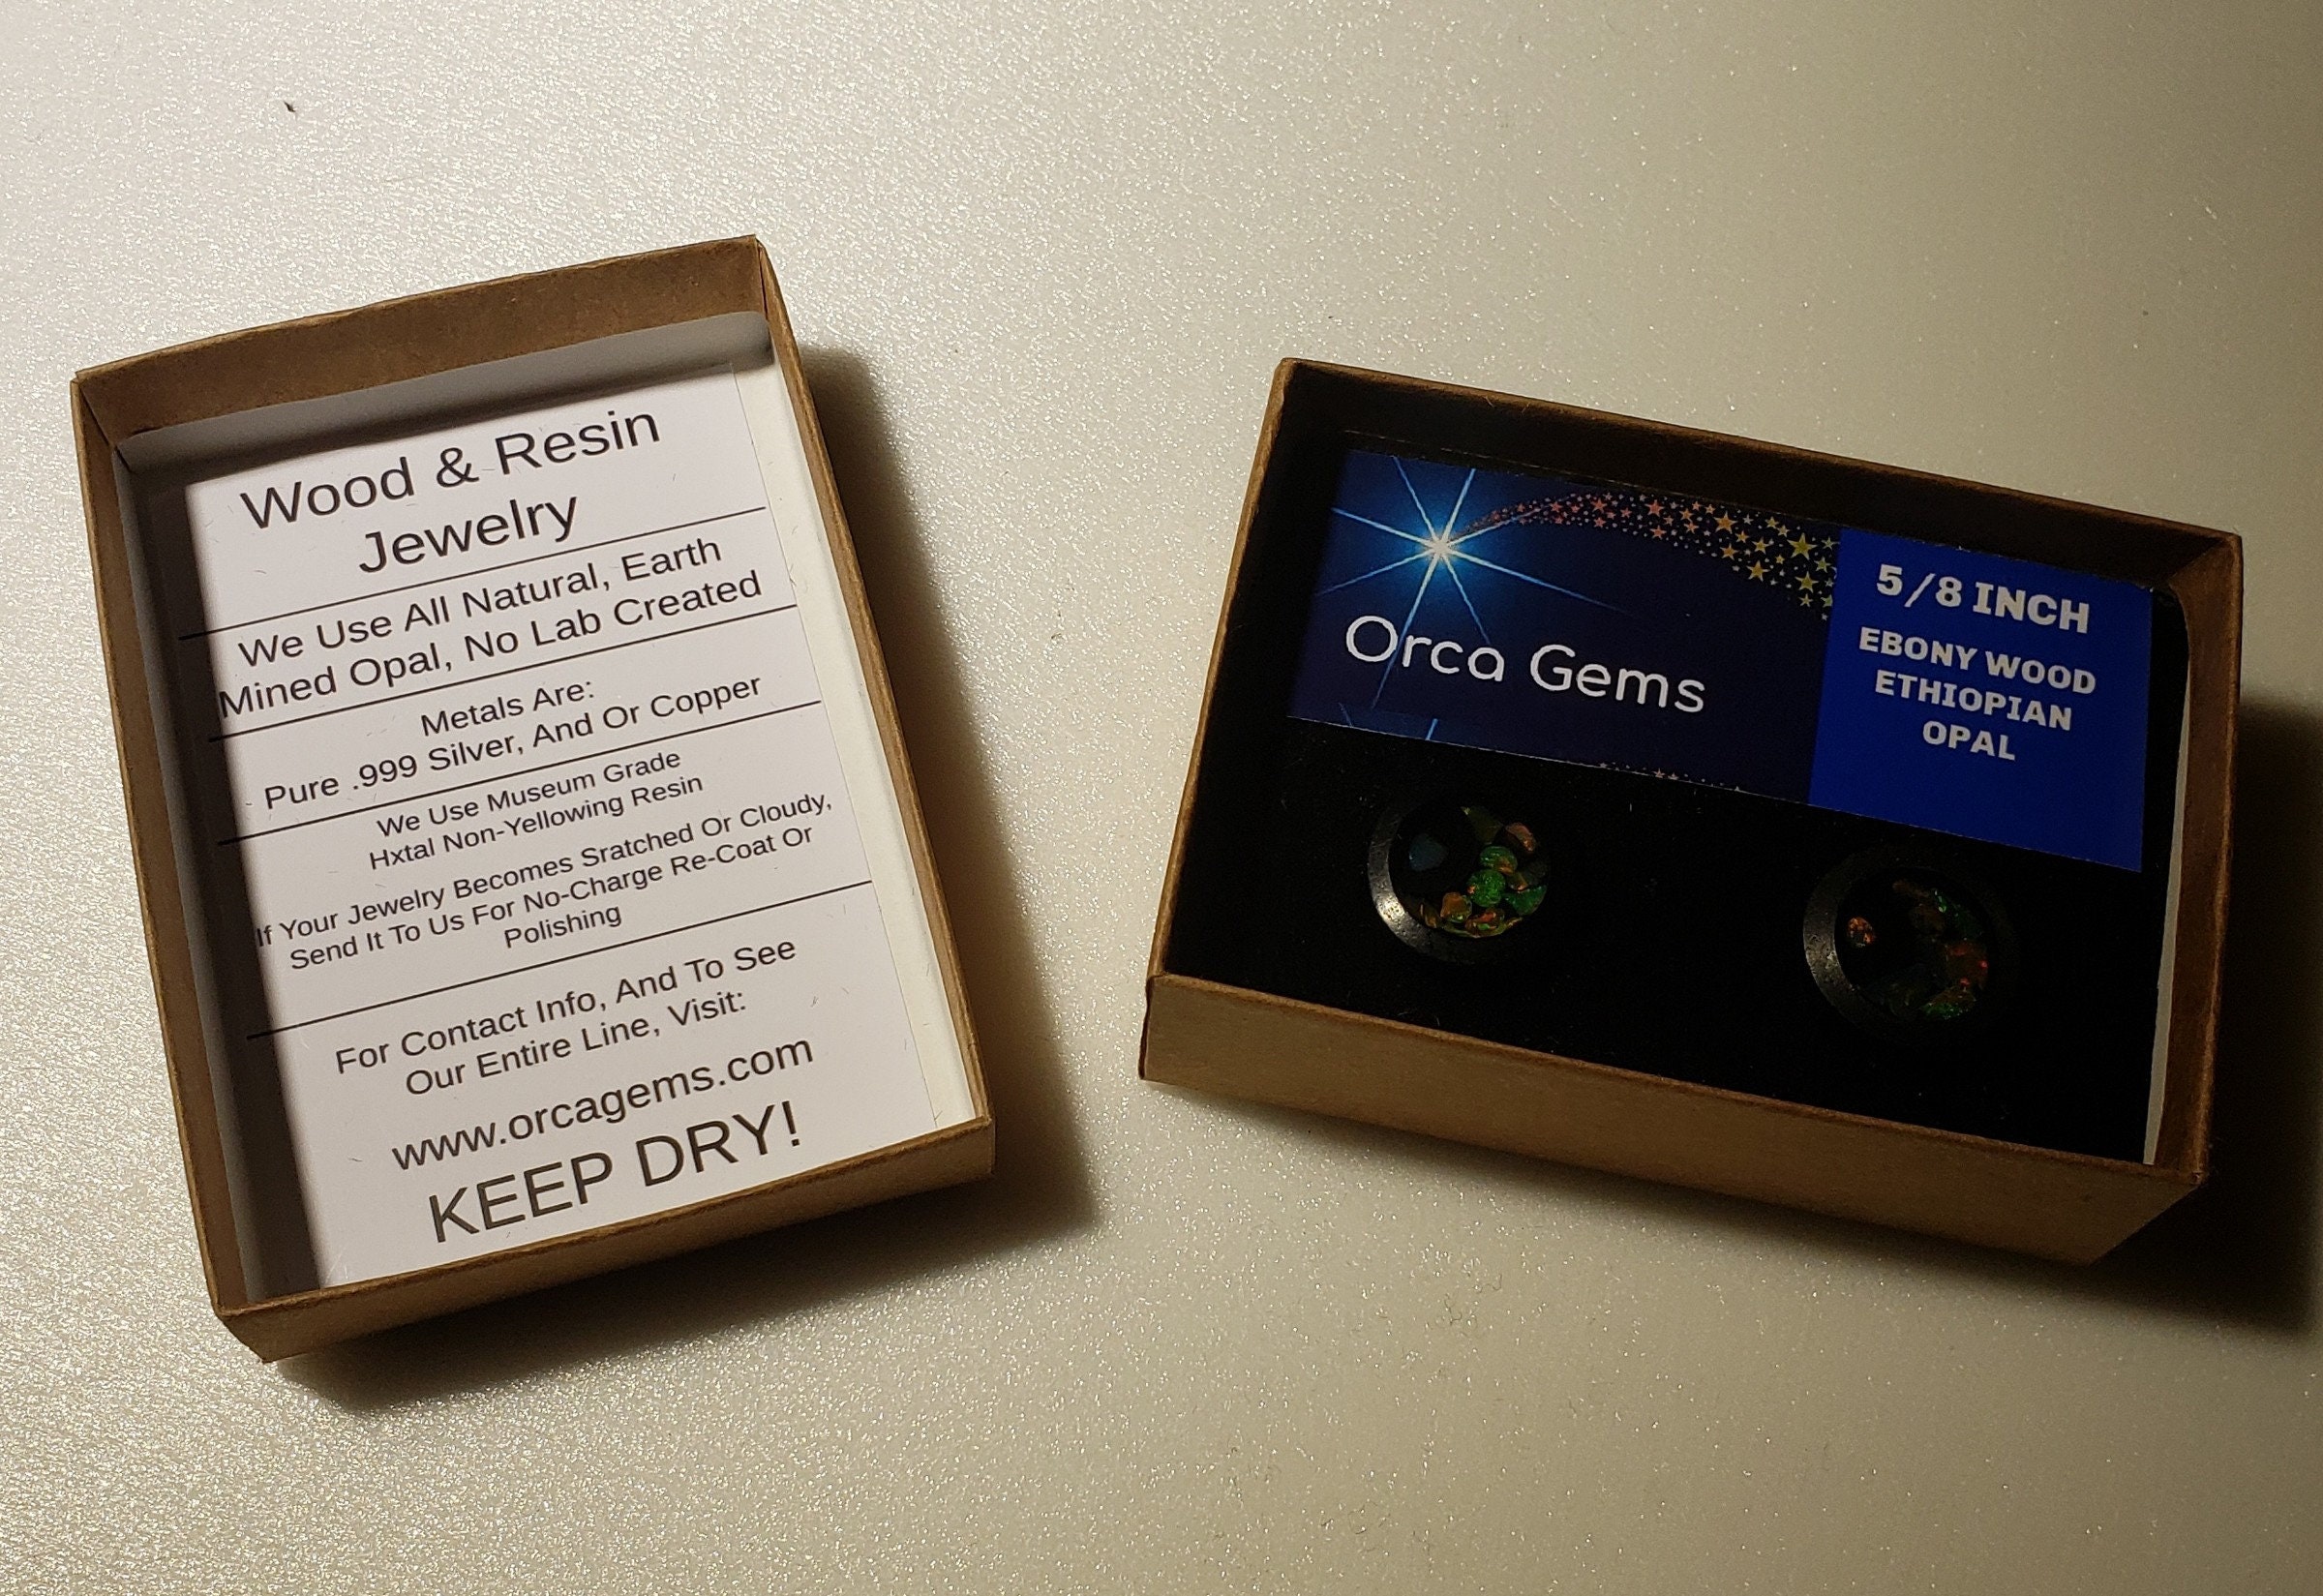 Wood & Resin
Jewelry
We Use All Natural, Earth
Mined Opal, No Lab Created
Metals Are:
Pure .999 Silver, And Or Copper
We Use Museum Grade
Hxtal Non-Yellowing Resin
If Your Jewelry Becomes Sratched Or Cloudy,
Send It To Us For No-Charge Re-Coat Or
Polishing
For Contact Info, And To See
Our Entire Line, Visit:
www.orcagems.com
KEEP DRY!
Orca Gems
5/8 INCH
EBONY WOOD
ETHIOPIAN
OPAL